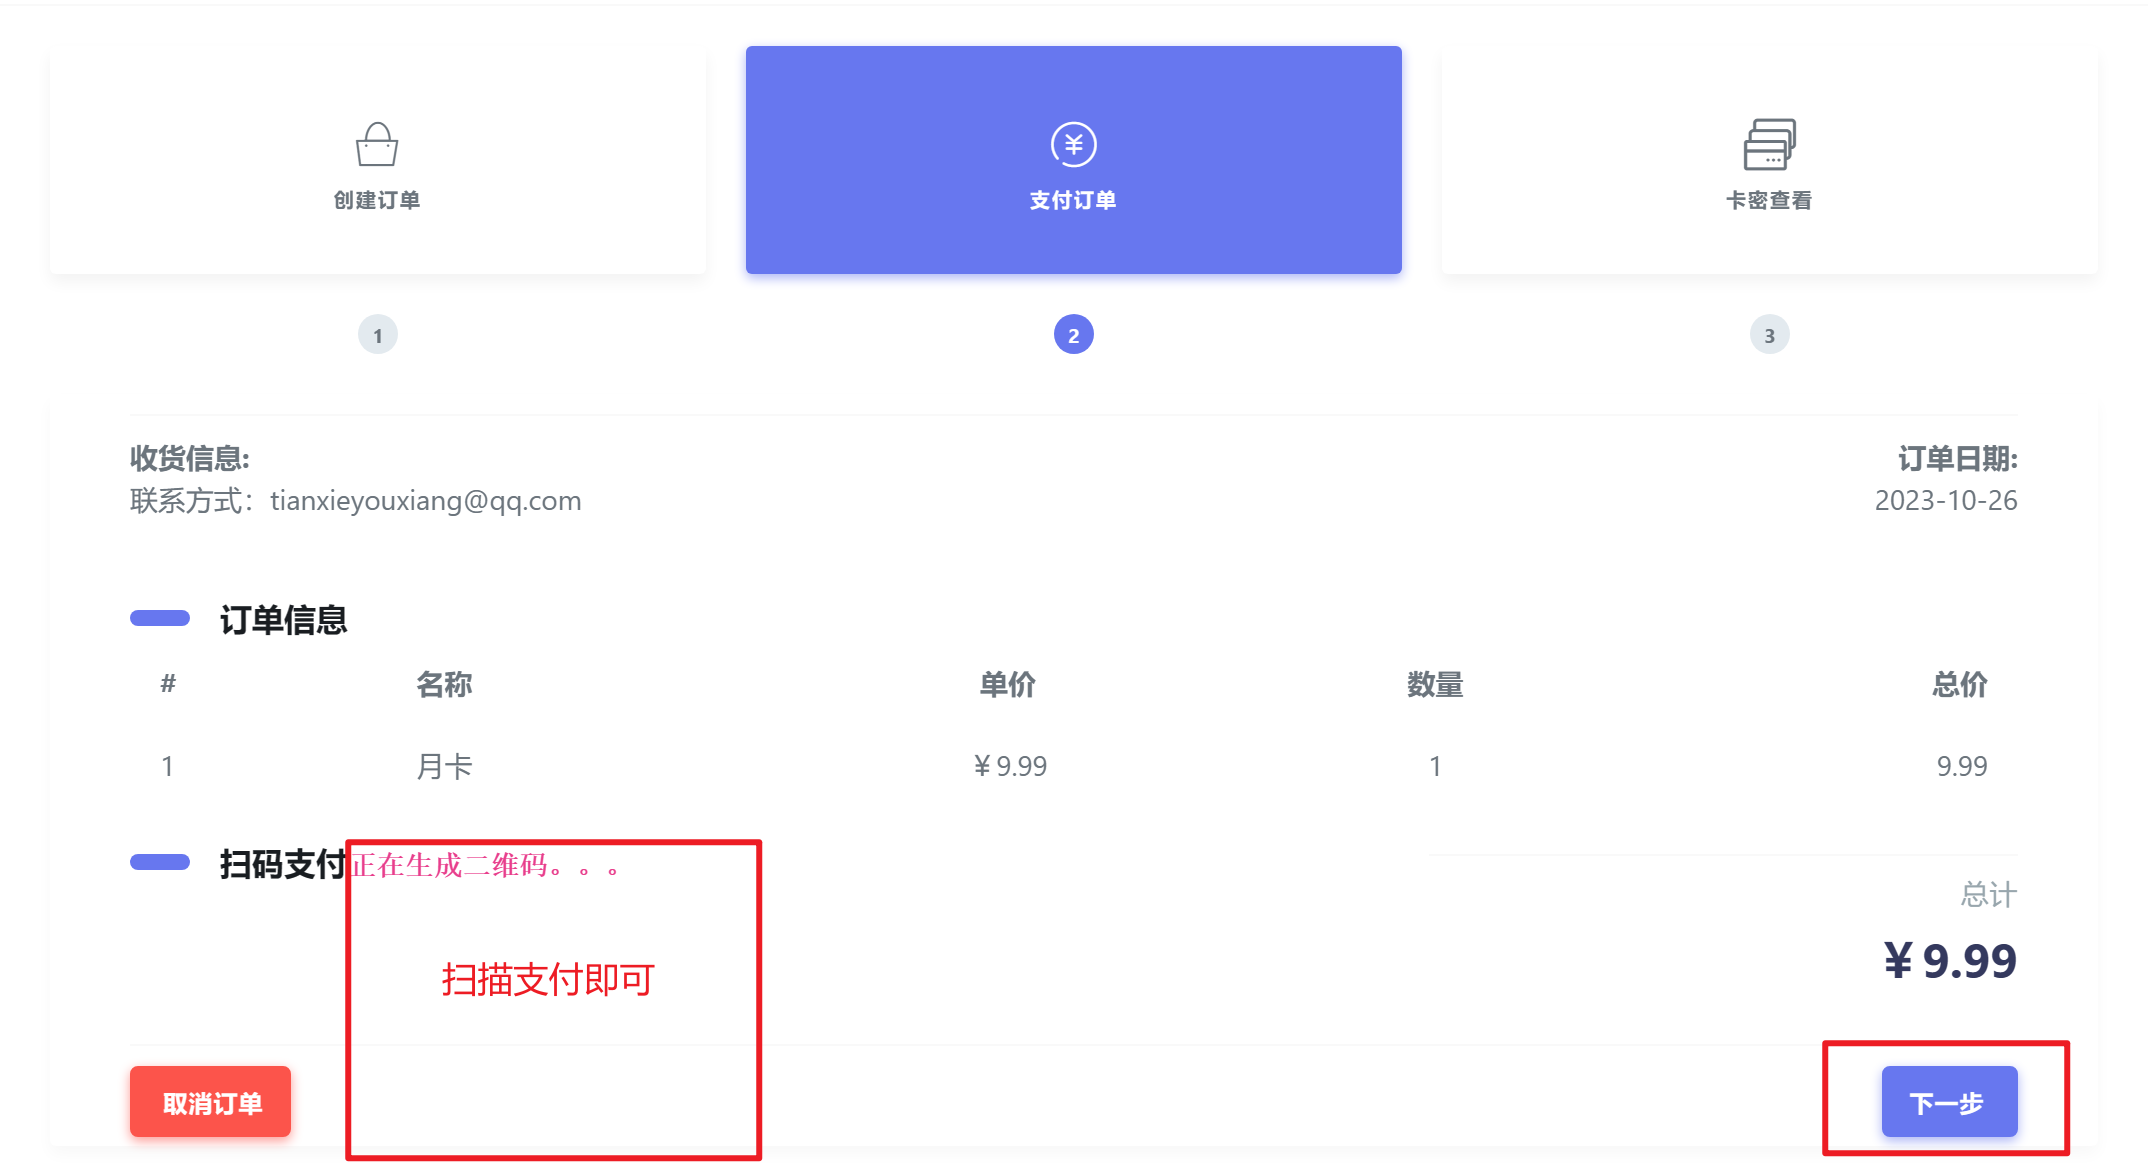 创建订单
支付订单
卡密查看
1
2
3
收货信息:
订单日期:
联系方式：tianxieyouxiang@qq.com
2023-10-26
订单信息
# 名称 单价 数量 总价
1 月卡 ¥ 9.99 1 9.99
扫码支付正在生成二维码。。。
总计
扫描支付即可
¥ 9.99
取消订单
下一步